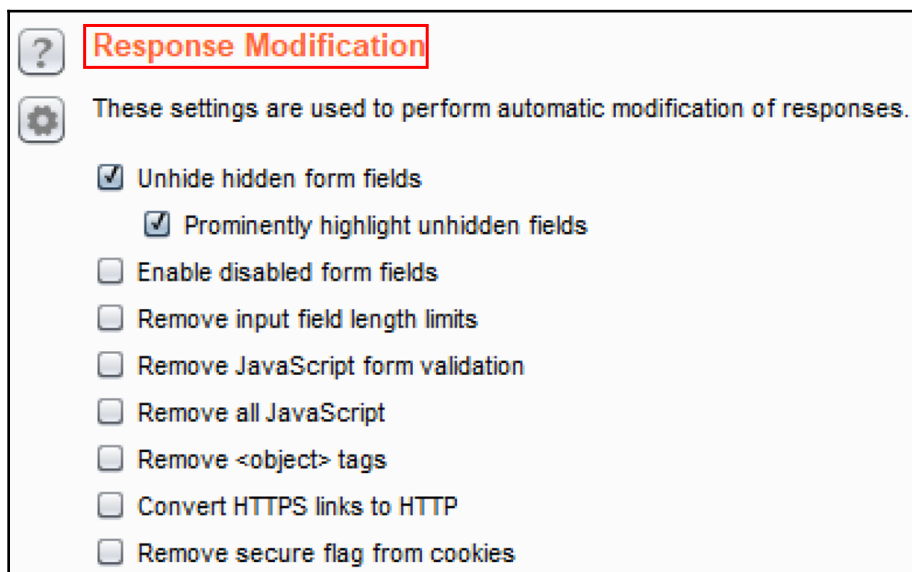 Response Modification
These settings are used to perform automatic modification of responses.
Unhide hidden form fields
Prominently highlight unhidden fields
Enable disabled form fields
Remove input field length limits
Remove JavaScript form validation
Remove all JavaScript
Remove <object> tags
Convert HTTPS links to HTTP
Remove secure flag from cookies